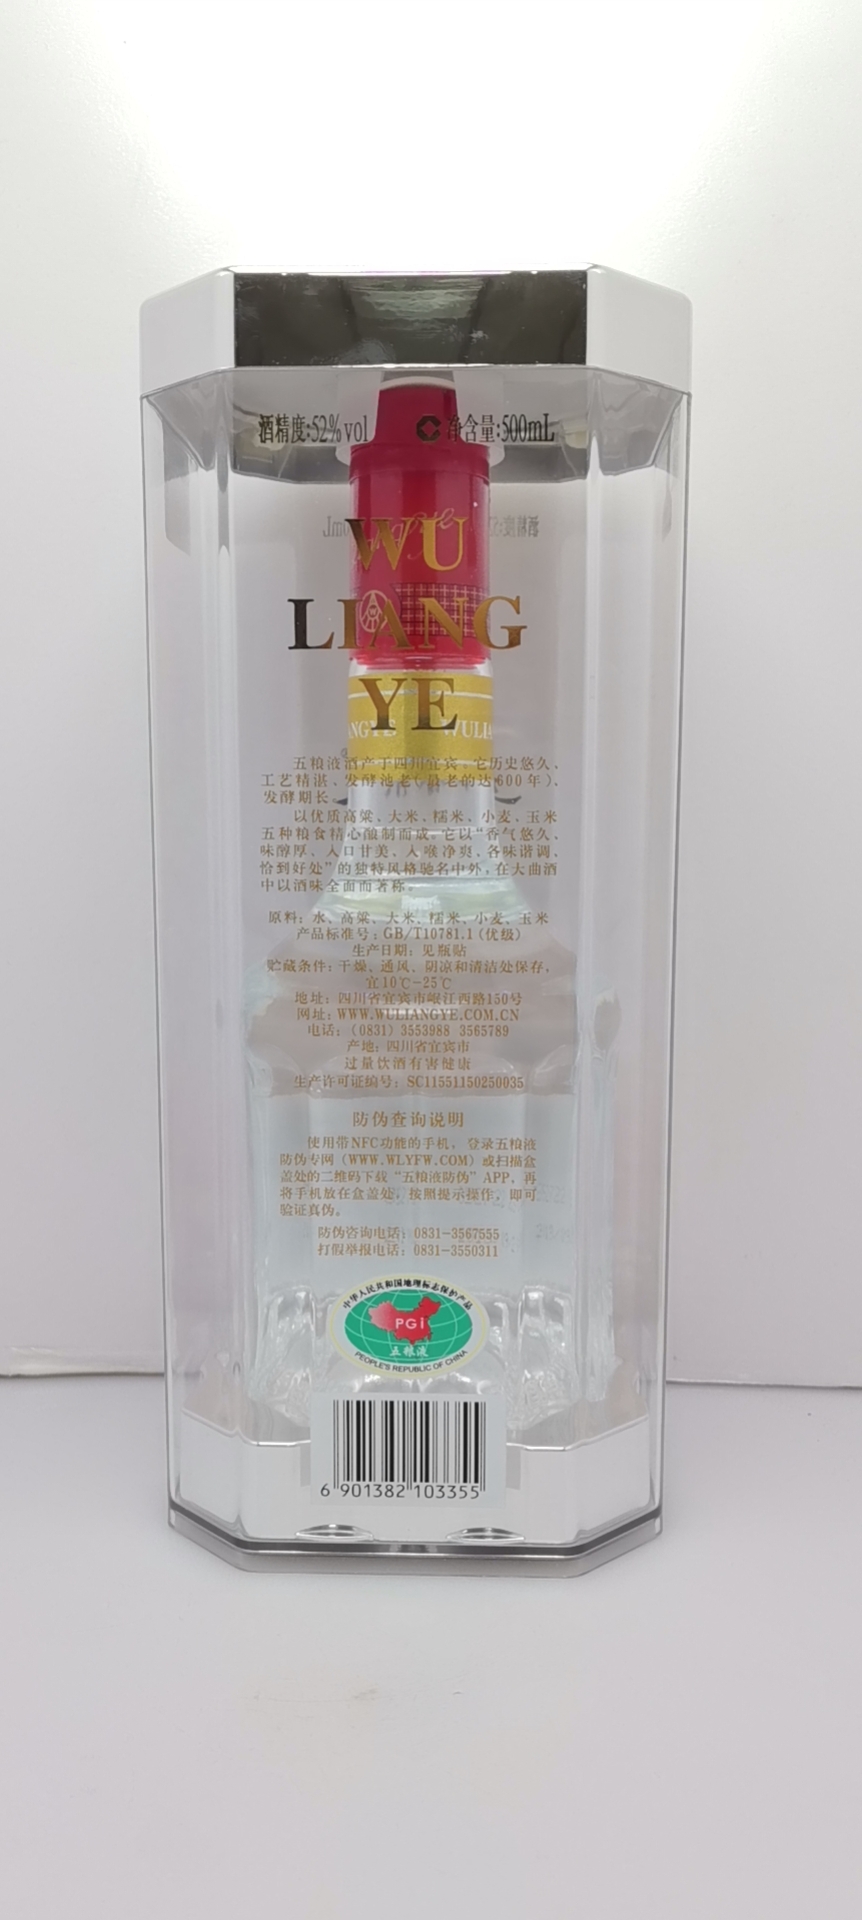 酒精度:52%vol 净含量:500mL
WU
LIANG
YE
五粮液酒产于四川宜宾、它历史悠久、
工艺精湛、发酵池老(最老的达600年)、
发酵期长。
以优质高粱、大米、糯米、小麦、玉米
五种粮食精心酿制而成。它以“香气悠久、
味醇厚、入口甘美、入喉净爽、各味谐调、
恰到好处”的独特风格驰名中外,在大曲酒
中以酒味全面而著称。
原料：水、高粱、大米、糯米、小麦、玉米
产品标准号：GB/T10781.1(优级)
生产日期：见瓶贴
贮藏条件：干燥、通风、阴凉和清洁处保存,
宜10℃-25℃
地址：四川省宜宾市岷江西路150号
网址：WWW.WULIANGYE.COM.CN
电话：(0831) 3553988 3565789
产地：四川省宜宾市
过量饮酒有害健康
生产许可证编号：SC11551150250035
防伪查询说明
使用带NFC功能的手机，登录五粮液
防伪专网（WWW.WLYFW.COM）或扫描盒
盖处的二维码下载“五粮液防伪”APP，再
将手机放在盒盖处，按照提示操作，即可
验证真伪。
防伪咨询电话：0831-3567555
打假举报电话：0831-3550311
中华人民共和国地理标志保护产品
PGI
五粮液
PEOPLE'S REPUBLIC OF CHINA
6 901382 103355